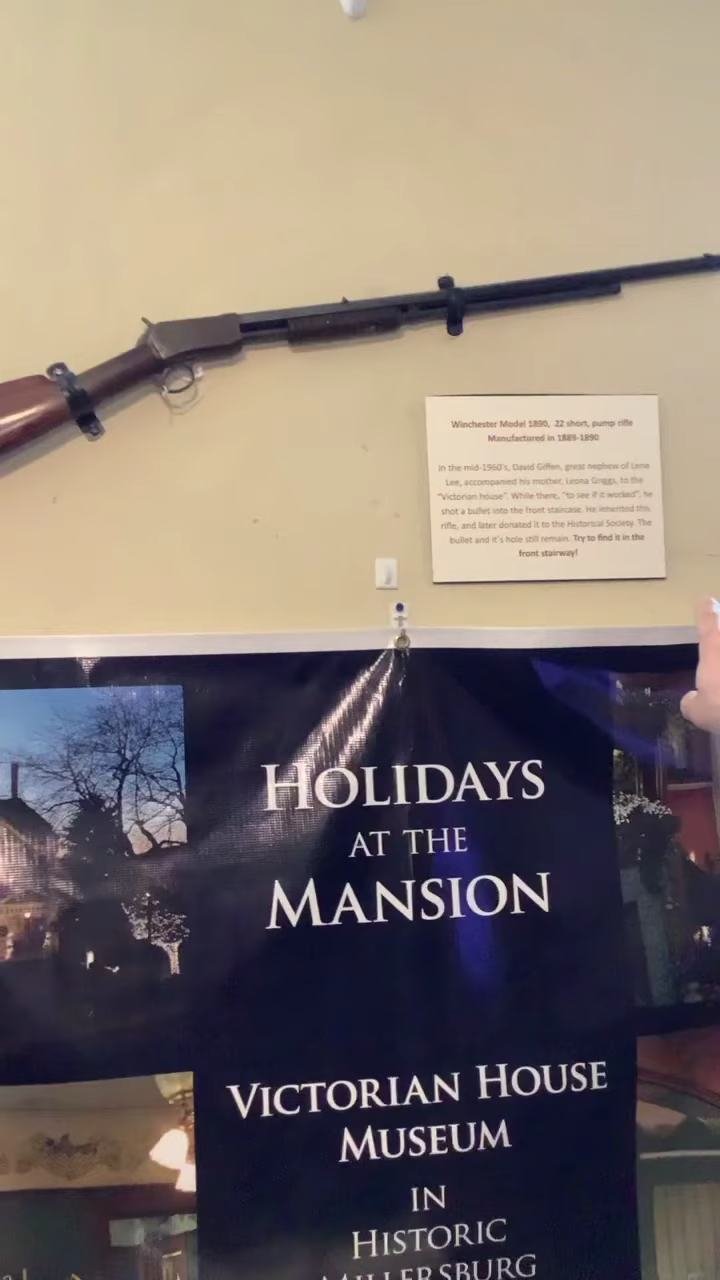 Winchester Model 1890, .22 short, pump rifle
Manufactured in 1889-1890
In the mid-1960's, David Giffen, great nephew of Lena
Lee, accompanied his mother, Leona Griggs, to the
"Victorian house". While there, "to see if it worked", he
shot a bullet into the front staircase. He inherited this
rifle, and later donated it to the Historical Society. The
bullet and it's hole still remain. Try to find it in the
front stairway!
HOLIDAYS
AT THE
MANSION
VICTORIAN HOUSE
MUSEUM
IN
HISTORIC
MILLERSBURG